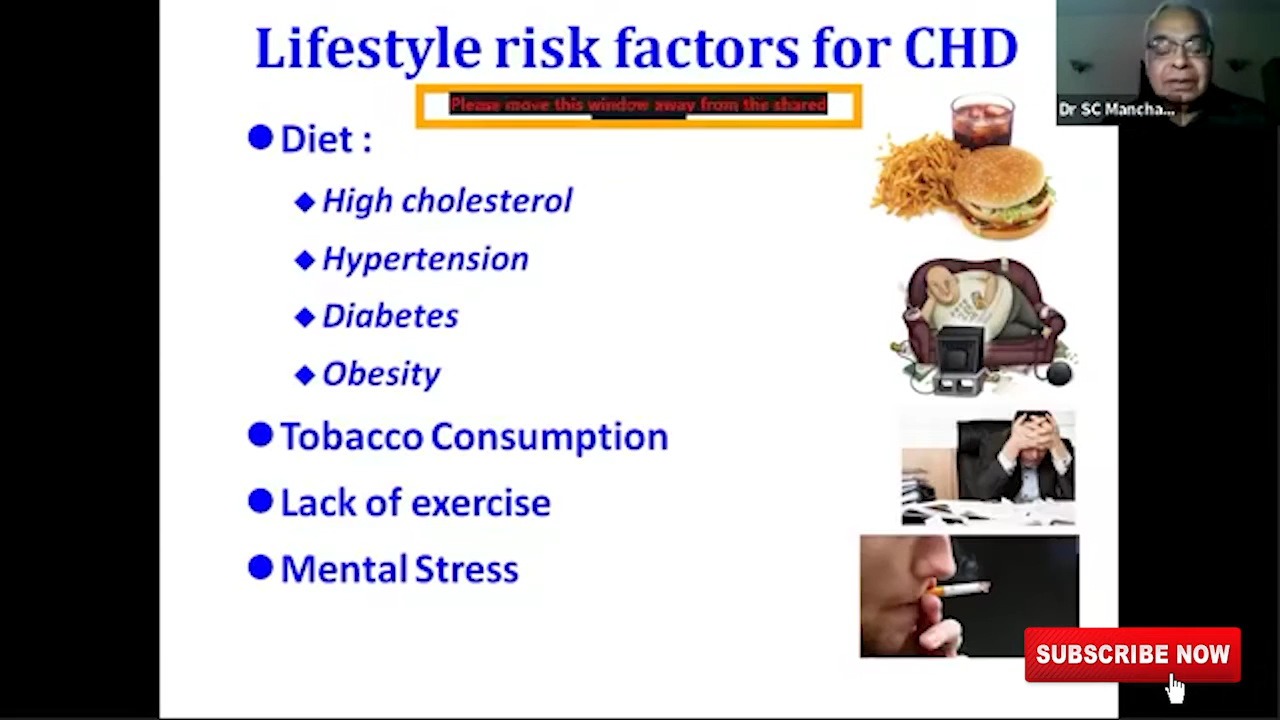 Lifestyle risk factors for CHD
Please move this window away from the shared
Dr SC Mancha...
Diet :
High cholesterol
Hypertension
Diabetes
Obesity
Tobacco Consumption
Lack of exercise
Mental Stress
SUBSCRIBE NOW